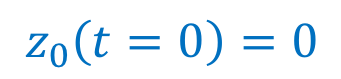 z₀(t = 0) = 0